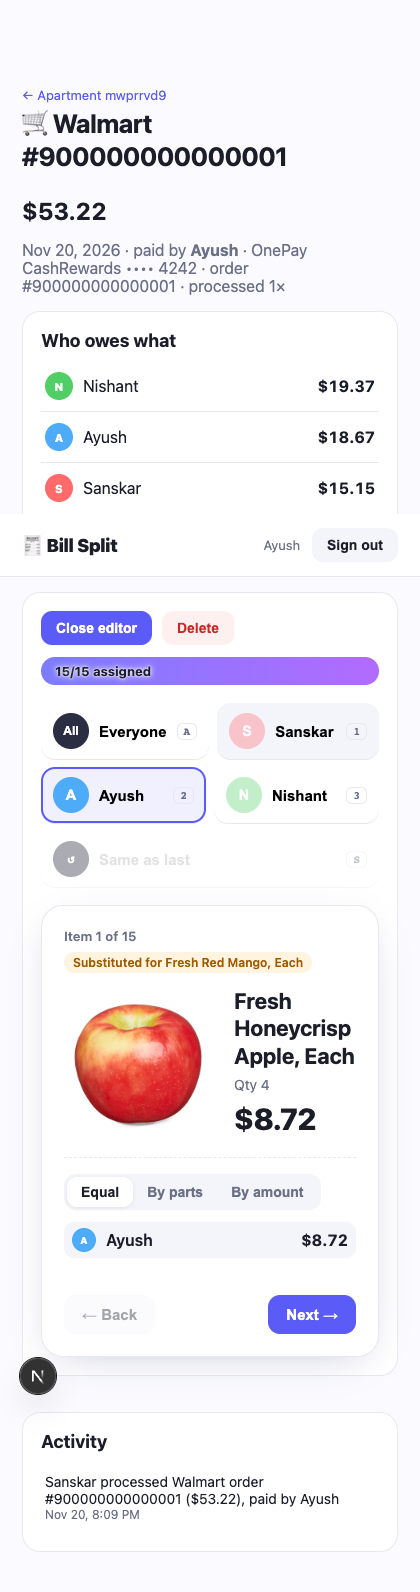 ← Apartment mwprrvd9
Walmart
#900000000000001
$53.22
Nov 20, 2026 · paid by Ayush · OnePay
CashRewards •••• 4242 · order
#900000000000001 · processed 1×
Who owes what
N Nishant $19.37
A Ayush $18.67
S Sanskar $15.15
Bill Split Ayush Sign out
Close editor Delete
15/15 assigned
All Everyone A S Sanskar 1
A Ayush 2 N Nishant 3
↺ Same as last S
Item 1 of 15
Substituted for Fresh Red Mango, Each
Fresh
Honeycrisp
Apple, Each
Qty 4
$8.72
Equal By parts By amount
A Ayush $8.72
← Back Next →
N
Activity
Sanskar processed Walmart order
#900000000000001 ($53.22), paid by Ayush
Nov 20, 8:09 PM